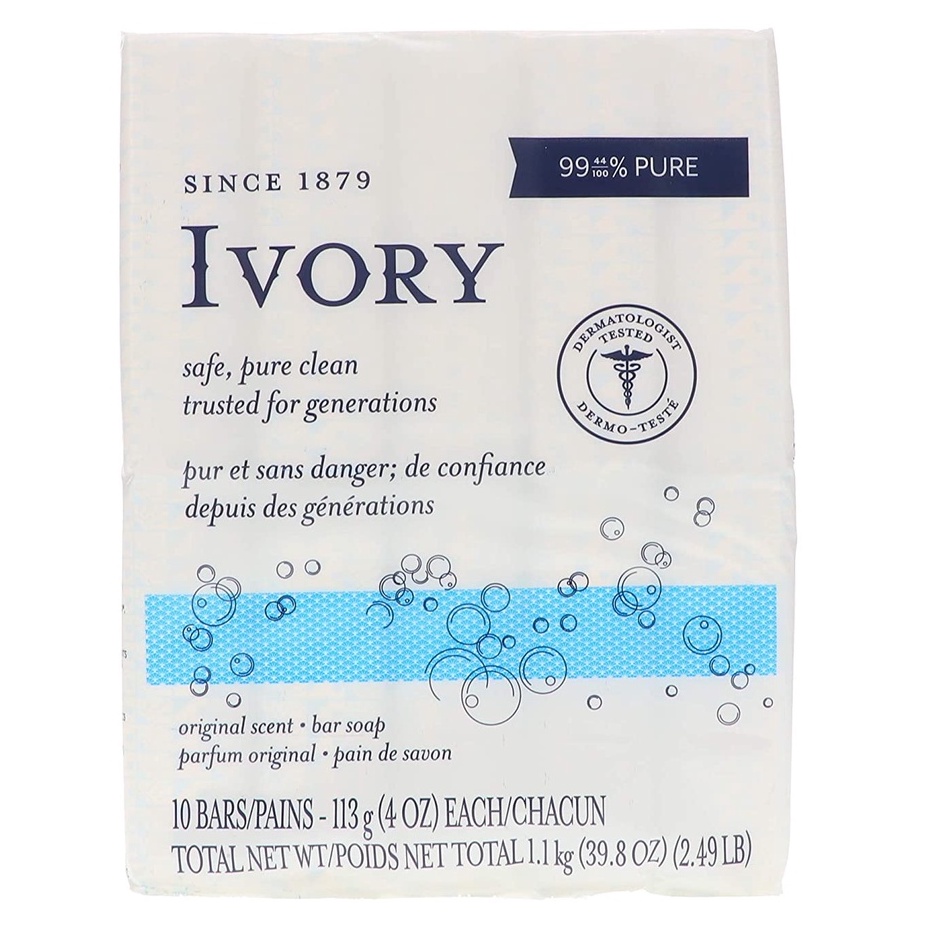 SINCE 1879
99 44/100% PURE
IVORY
DERMATOLOGIST
TESTED
DERMO-TESTÉ
safe, pure clean
trusted for generations
pur et sans danger; de confiance
depuis des générations
original scent • bar soap
parfum original • pain de savon
10 BARS/PAINS - 113 g (4 OZ) EACH/CHACUN
TOTAL NET WT/POIDS NET TOTAL 1.1 kg (39.8 OZ) (2.49 LB)